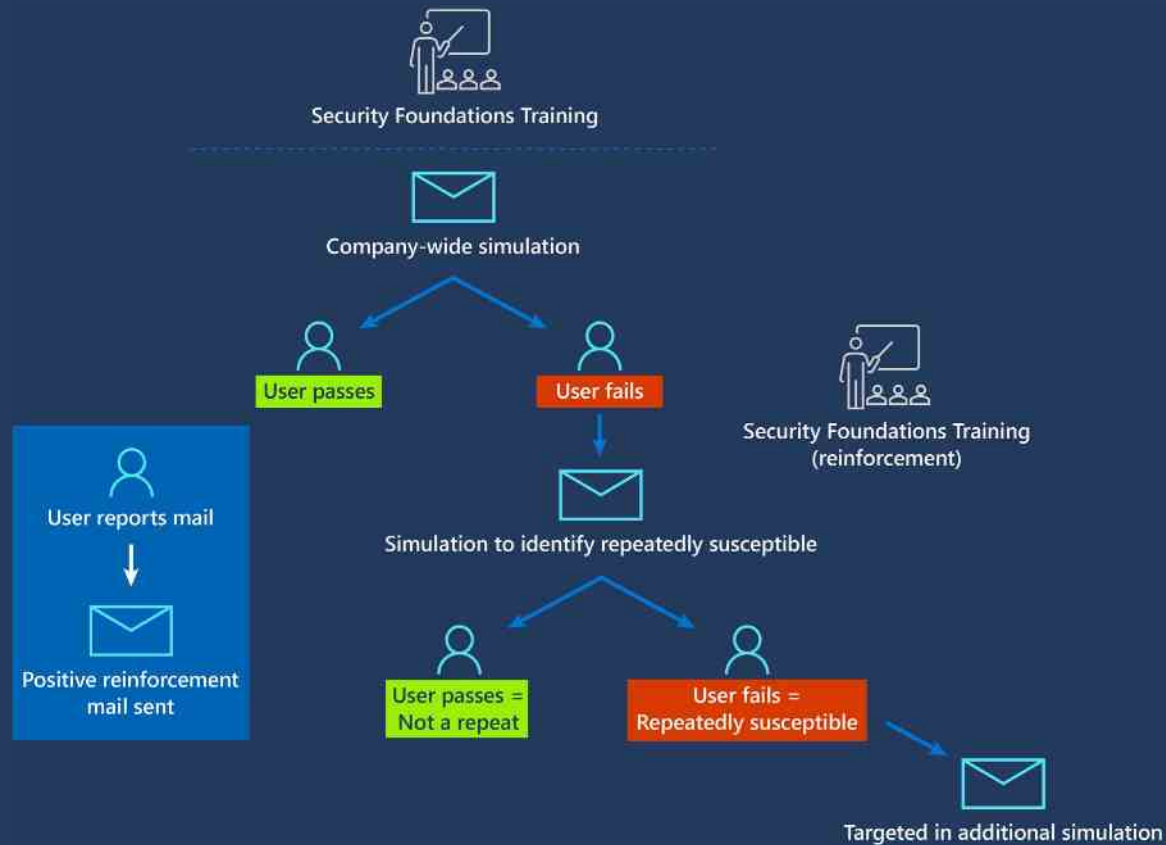 Security Foundations Training
Company-wide simulation
User passes
User fails
Security Foundations Training
(reinforcement)
User reports mail
Positive reinforcement
mail sent
Simulation to identify repeatedly susceptible
User passes =
Not a repeat
User fails =
Repeatedly susceptible
Targeted in additional simulation